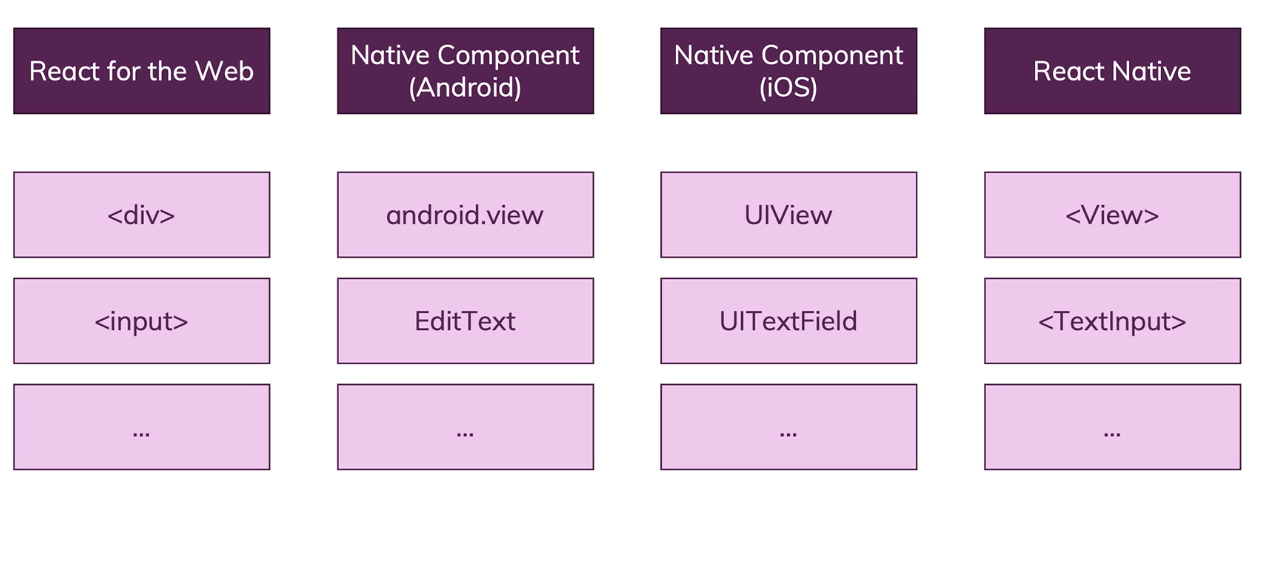 React for the Web
Native Component
(Android)
Native Component
(iOS)
React Native
<div>
android.view
UIView
<View>
<input>
EditText
UITextField
<TextInput>
...
...
...
...